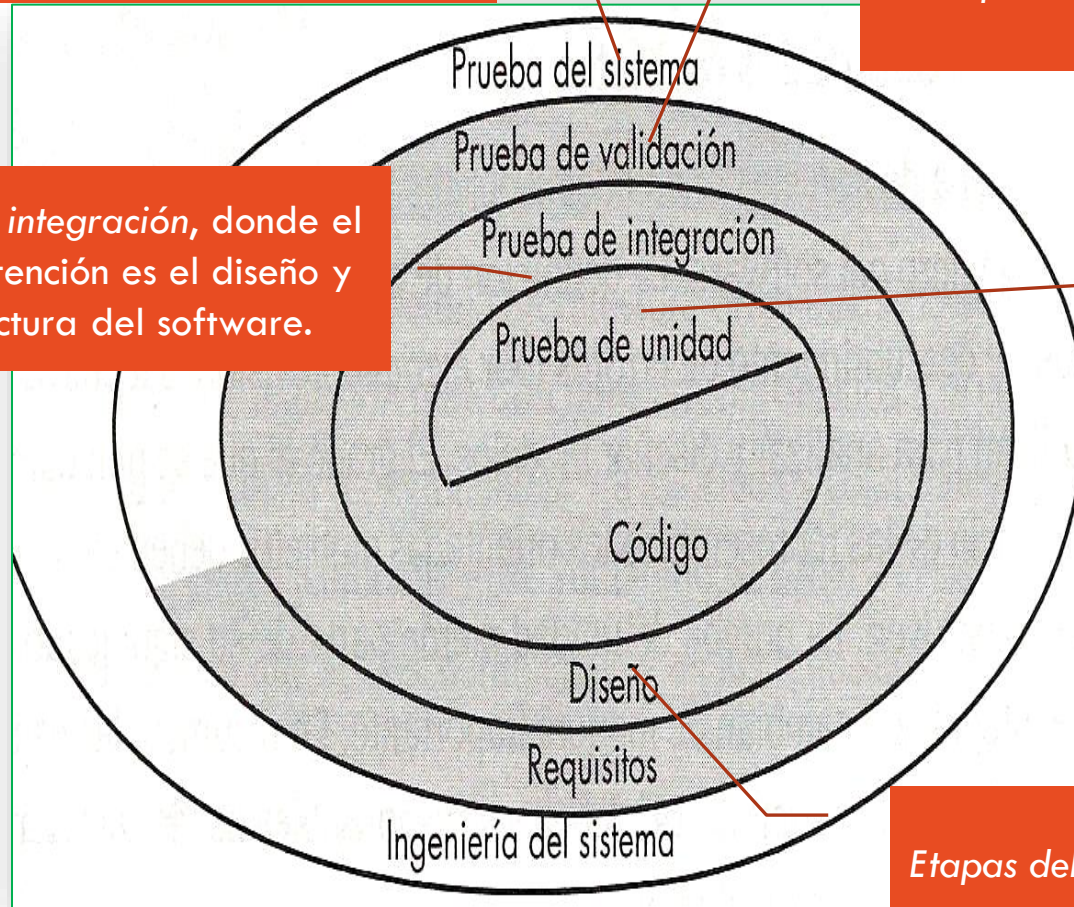 Prueba del sistema
Prueba de validación
integración, donde el
Prueba de integración
ención es el diseño y
ctura del software.
Prueba de unidad
Código
Diseño
Requisitos
Ingeniería del sistema
Etapas del